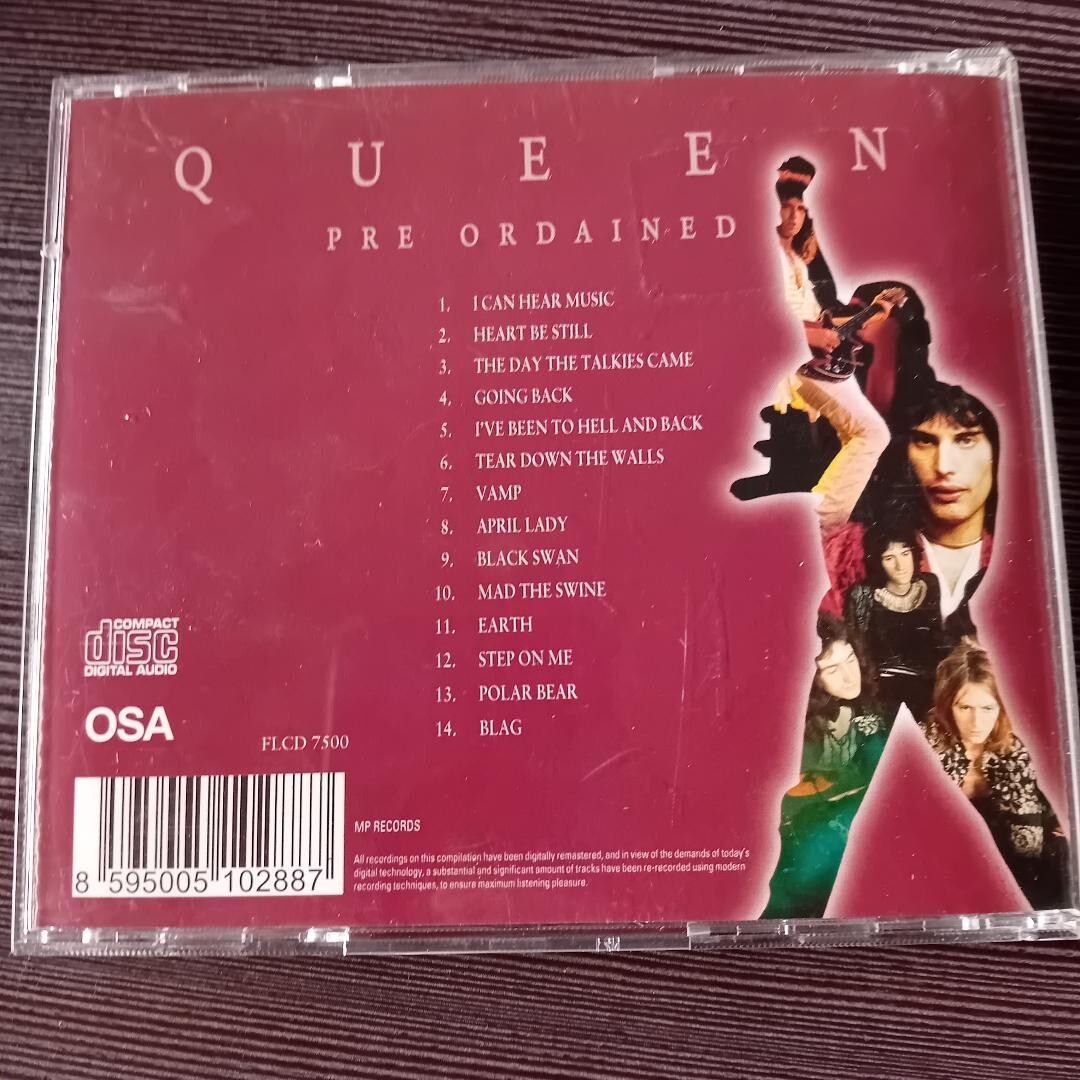 QUEEN
PRE ORDAINED
1. I CAN HEAR MUSIC
2. HEART BE STILL
3. THE DAY THE TALKIES CAME
4. GOING BACK
5. I'VE BEEN TO HELL AND BACK
6. TEAR DOWN THE WALLS
7. VAMP
8. APRIL LADY
9. BLACK SWAN
10. MAD THE SWINE
11. EARTH
12. STEP ON ME
13. POLAR BEAR
14. BLAG
COMPACT
disc
DIGITAL AUDIO
OSA
FLCD 7500
8 595005 102887
MP RECORDS
All recordings on this compilation have been digitally remastered, and in view of the demands of today's
digital technology, a substantial and significant amount of tracks have been re-recorded using modern
recording techniques, to ensure maximum listening pleasure.